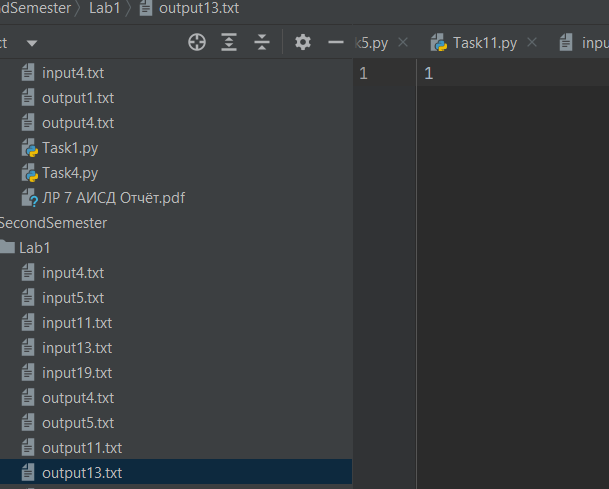 ndSemester 〉 Lab1 〉 output13.txt
ct k5.py Task11.py inpu
input4.txt
output1.txt
output4.txt
Task1.py
Task4.py
ЛР 7 АИСД Отчёт.pdf
SecondSemester
Lab1
input4.txt
input5.txt
input11.txt
input13.txt
input19.txt
output4.txt
output5.txt
output11.txt
output13.txt
1 1